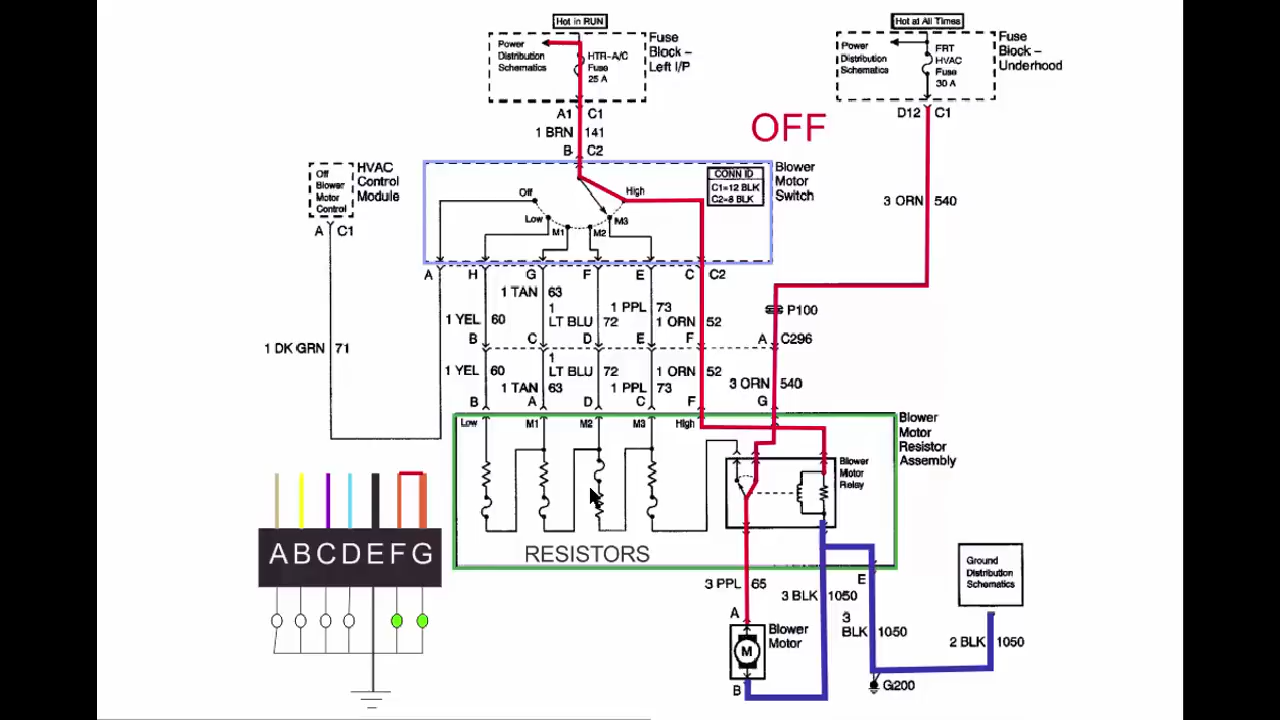 Hot in RUN
Hot at All Times
Power
Distribution
Schematics
HTR-A/C
Fuse
25 A
Fuse
Block –
Left I/P
Power
Distribution
Schematics
FRT
HVAC
Fuse
30 A
Fuse
Block –
Underhood
A1 C1
1 BRN 141
B C2
OFF
D12 C1
Off
Blower
Motor
Control
HVAC
Control
Module
A C1
CONN ID
C1=12 BLK
C2=8 BLK
Blower
Motor
Switch
Off
High
Low
M1
M2
M3
3 ORN 540
A H G F E C C2
1 TAN 63
1
LT BLU 72
1 PPL 73
1 YEL 60
1 ORN 52
P100
B C D E F A C296
1 DK GRN 71
1 YEL 60
1
LT BLU 72
1 ORN 52
1 TAN 63
1 PPL 73
3 ORN 540
B A D C F G
Low M1 M2 M3 High
Blower
Motor
Resistor
Assembly
Blower
Motor
Relay
RESISTORS
ABCDEFG
E
3 PPL 65
3 BLK 1050
3
BLK 1050
Ground
Distribution
Schematics
2 BLK 1050
A
M
Blower
Motor
B
G200